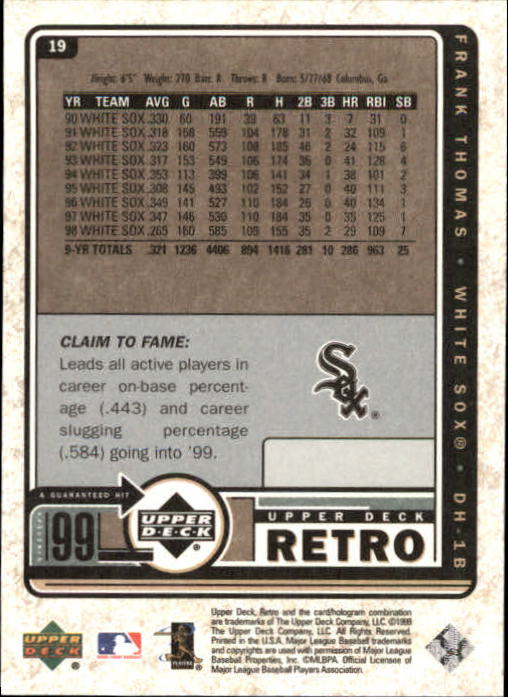 19
Height: 6'5" Weight: 270 Bats: R Throws: R Born: 5/27/68 Columbus, Ga
YR TEAM AVG G AB R H 2B 3B HR RBI SB
90 WHITE SOX .330 60 191 39 63 11 3 7 31 0
91 WHITE SOX .318 158 559 104 178 31 2 32 109 1
92 WHITE SOX .323 160 573 108 185 46 2 24 115 6
93 WHITE SOX .317 153 549 106 174 36 0 41 128 4
94 WHITE SOX .353 113 399 106 141 34 1 38 101 2
95 WHITE SOX .308 145 493 102 152 27 0 40 111 3
96 WHITE SOX .349 141 527 110 184 26 0 40 134 1
97 WHITE SOX .347 146 530 110 184 35 0 35 125 1
98 WHITE SOX .265 160 585 109 155 35 2 29 109 7
9-YR TOTALS .321 1236 4406 894 1416 281 10 286 963 25
FRANK THOMAS • WHITE SOX® • DH-1B
CLAIM TO FAME:
Leads all active players in
career on-base percent-
age (.443) and career
slugging percentage
(.584) going into '99.
Sox ®
A GUARANTEED HIT
99
UPPER
D·E·C·K
®
UPPER DECK
RETRO
Upper Deck, Retro and the card/hologram combination
are trademarks of The Upper Deck Company, LLC. ©1999
The Upper Deck Company, LLC. All Rights Reserved.
Printed in the U.S.A. Major League Baseball trademarks
and copyrights are used with permission of Major League
Baseball Properties, Inc. ©MLBPA. Official Licensee of
Major League Baseball Players Association.
UPPER
DECK
PLAYERS